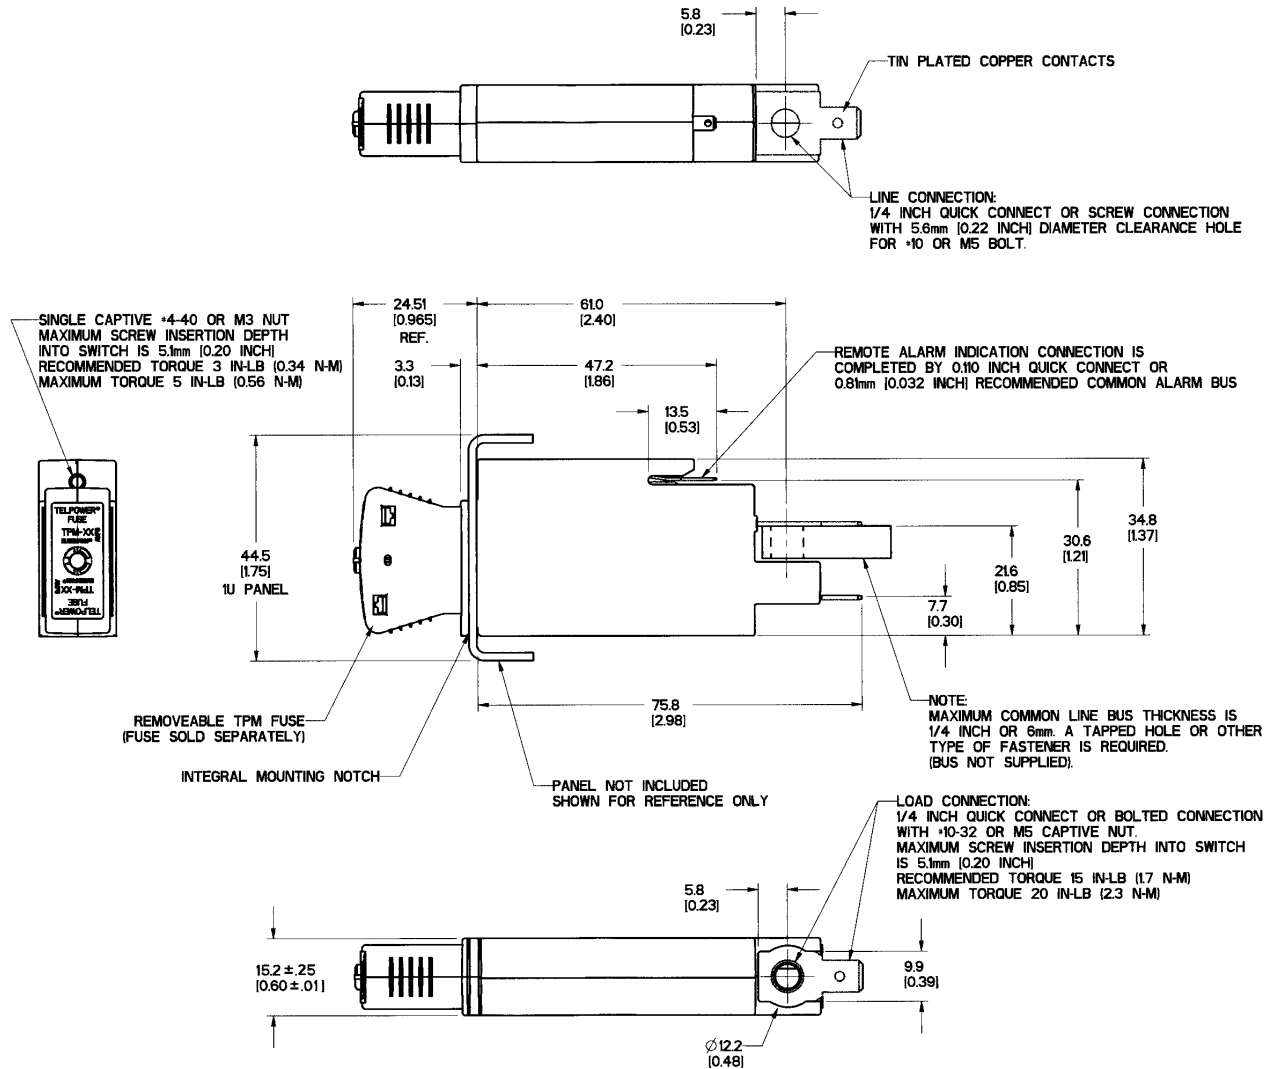 5.8
[0.23]
TIN PLATED COPPER CONTACTS
LINE CONNECTION:
1/4 INCH QUICK CONNECT OR SCREW CONNECTION
WITH 5.6mm [0.22 INCH] DIAMETER CLEARANCE HOLE
FOR #10 OR M5 BOLT.
SINGLE CAPTIVE #4-40 OR M3 NUT
MAXIMUM SCREW INSERTION DEPTH
INTO SWITCH IS 5.1mm [0.20 INCH]
RECOMMENDED TORQUE 3 IN-LB (0.34 N-M)
MAXIMUM TORQUE 5 IN-LB (0.56 N-M)
24.51
[0.965]
REF.
61.0
[2.40]
3.3
[0.13]
47.2
[1.86]
13.5
[0.53]
REMOTE ALARM INDICATION CONNECTION IS
COMPLETED BY 0.110 INCH QUICK CONNECT OR
0.81mm [0.032 INCH] RECOMMENDED COMMON ALARM BUS
TELPOWER®
FUSE
TPM-XX
TPM-XX
FUSE
TELPOWER®
44.5
[1.75]
1U PANEL
34.8
[1.37]
30.6
[1.21]
21.6
[0.85]
7.7
[0.30]
75.8
[2.98]
REMOVEABLE TPM FUSE
(FUSE SOLD SEPARATELY)
INTEGRAL MOUNTING NOTCH
PANEL NOT INCLUDED
SHOWN FOR REFERENCE ONLY
NOTE:
MAXIMUM COMMON LINE BUS THICKNESS IS
1/4 INCH OR 6mm. A TAPPED HOLE OR OTHER
TYPE OF FASTENER IS REQUIRED.
(BUS NOT SUPPLIED).
LOAD CONNECTION:
1/4 INCH QUICK CONNECT OR BOLTED CONNECTION
WITH #10-32 OR M5 CAPTIVE NUT.
MAXIMUM SCREW INSERTION DEPTH INTO SWITCH
IS 5.1mm [0.20 INCH]
RECOMMENDED TORQUE 15 IN-LB (1.7 N-M)
MAXIMUM TORQUE 20 IN-LB (2.3 N-M)
5.8
[0.23]
15.2 ±.25
[0.60 ±.01]
9.9
[0.39]
Ø12.2
[0.48]